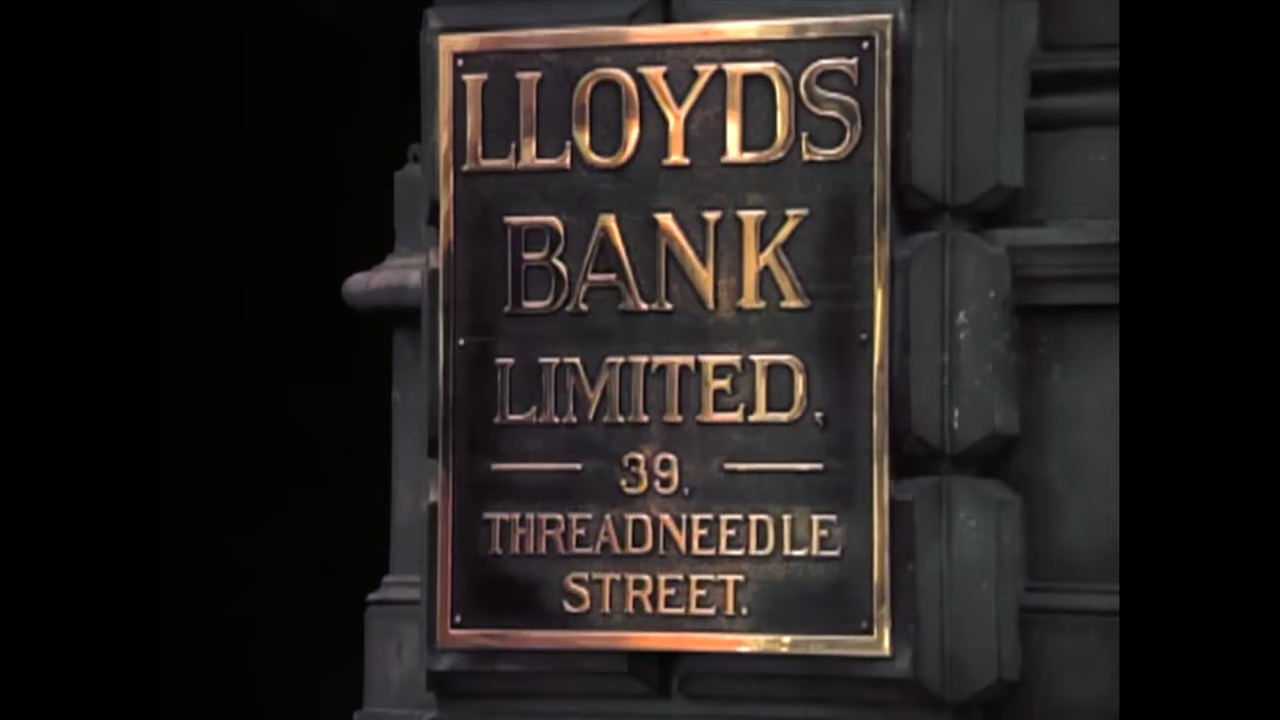 LLOYDS
BANK
LIMITED,
39.
THREADNEEDLE
STREET.